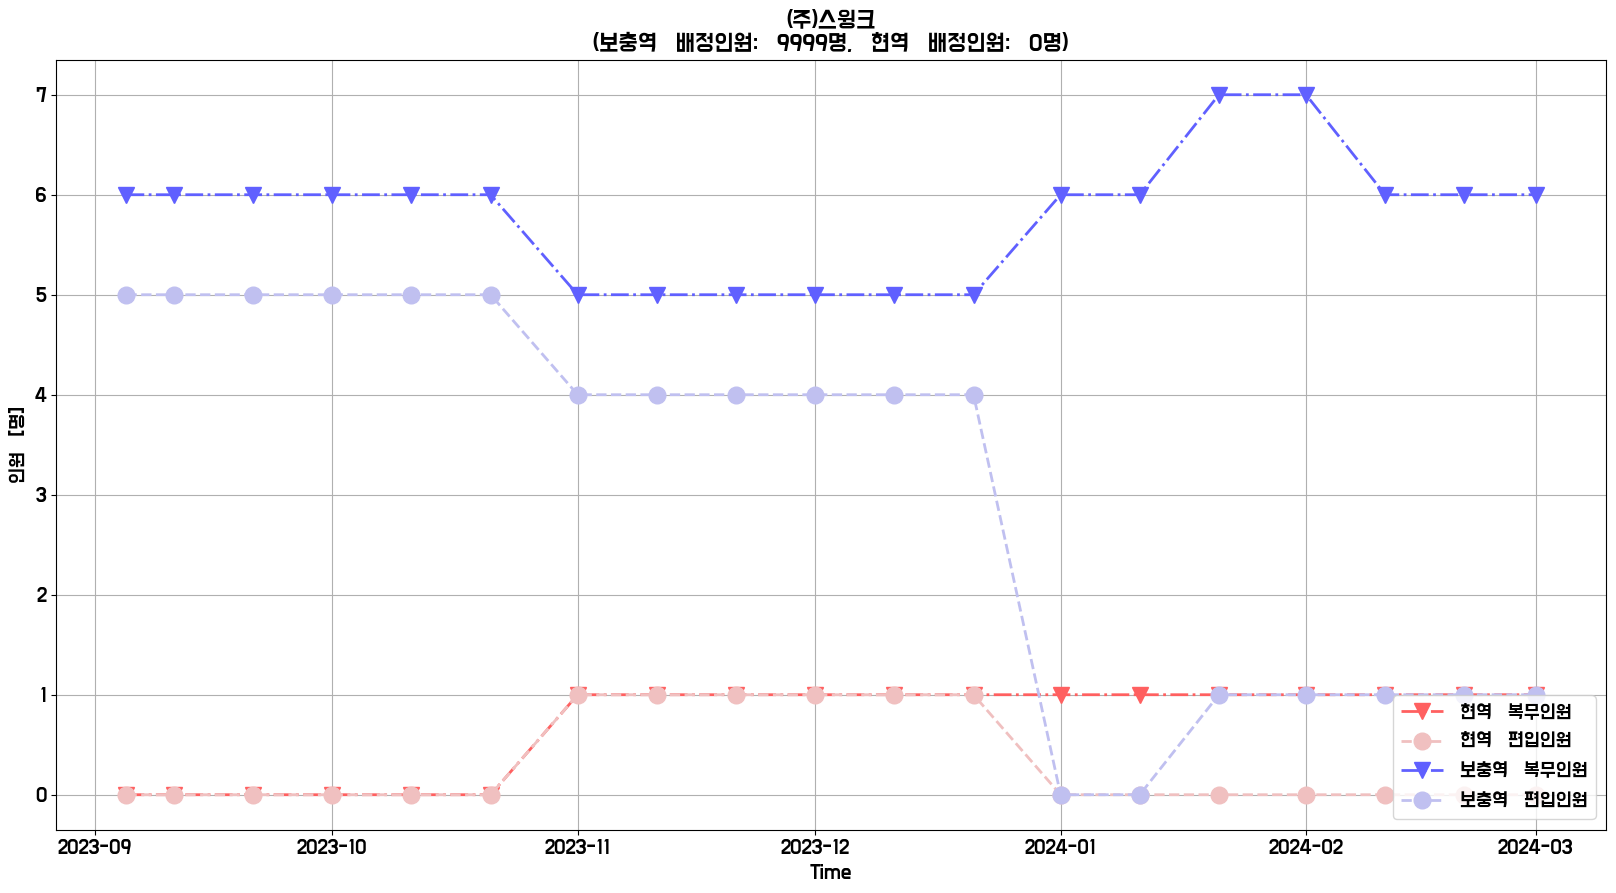 (주)스윙크
(보충역 배정인원: 9999명, 현역 배정인원: 0명)
7
6
5
4
3
2
1
0
인원 [명]
2023-09
2023-10
2023-11
2023-12
2024-01
2024-02
2024-03
Time
현역 복무인원
현역 편입인원
보충역 복무인원
보충역 편입인원